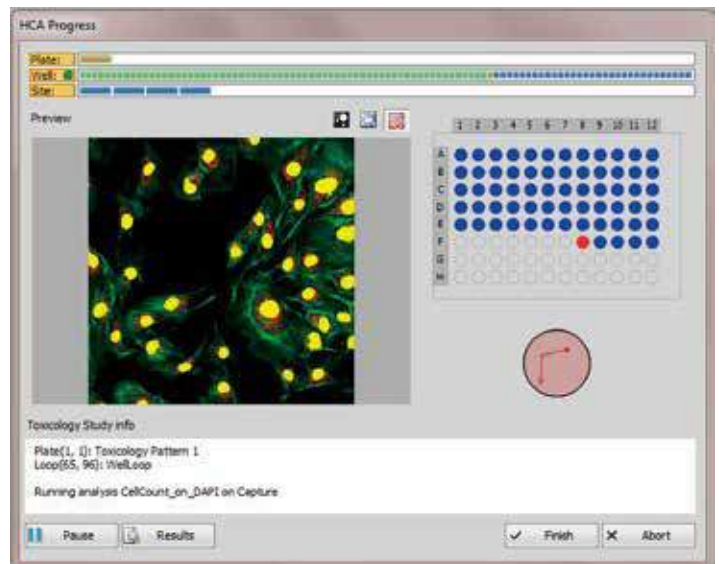 HCA Progress
Plate:
Well:
Site:
Preview
1 2 3 4 5 6 7 8 9 10 11 12
A
B
C
D
E
F
G
H
Toxicology Study info
Plate(1, 1): Toxicology Pattern 1
Loop(65, 96): WellLoop
Running analysis CellCount_on_DAPI on Capture
Pause Results Finish Abort